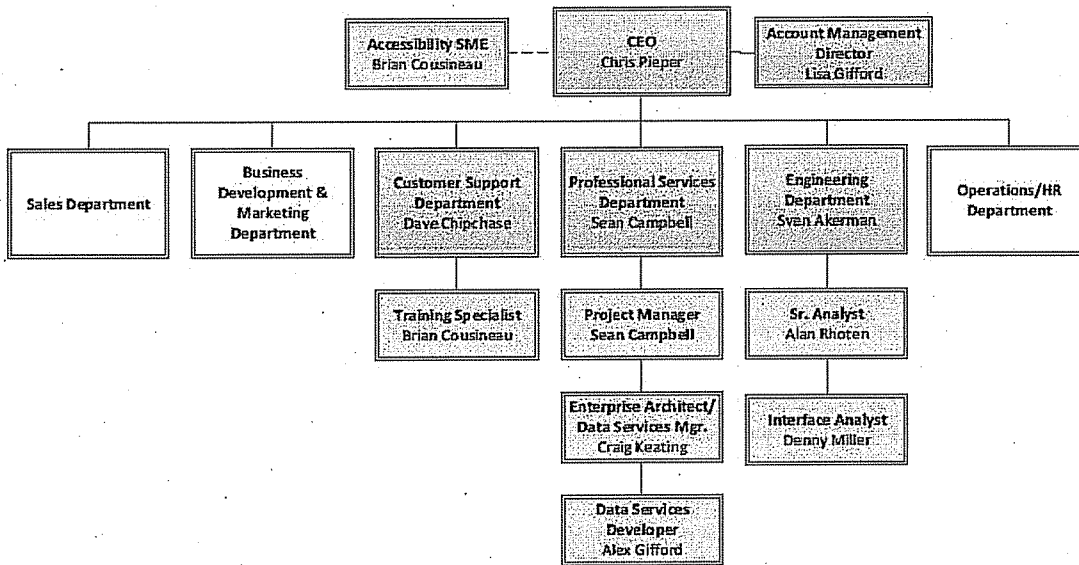 Accessibility SME
Brian Cousineau
CEO
Chris Pieper
Account Management
Director
Lisa Gifford
Sales Department
Business
Development &
Marketing
Department
Customer Support
Department
Dave Chipchase
Professional Services
Department
Sean Campbell
Engineering
Department
Sven Akerman
Operations/HR
Department
Training Specialist
Brian Cousineau
Project Manager
Sean Campbell
Sr. Analyst
Alan Rhoten
Enterprise Architect/
Data Services Mgr.
Craig Keating
Interface Analyst
Denny Miller
Data Services
Developer
Alex Gifford